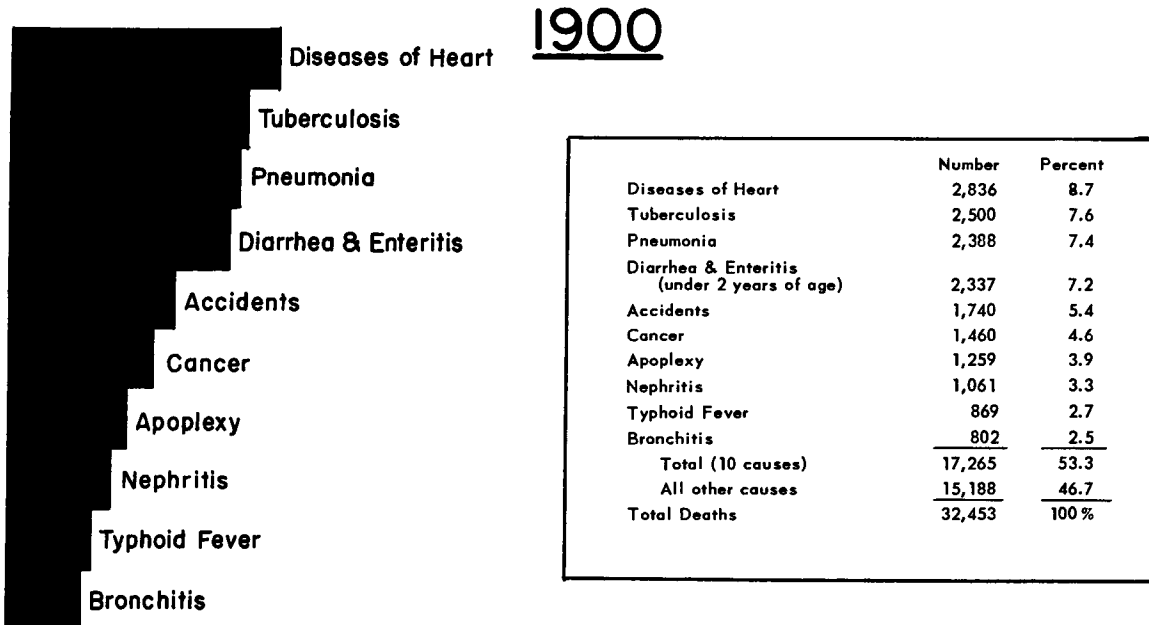 1900
Diseases of Heart
Tuberculosis
Pneumonia
Diarrhea & Enteritis
Accidents
Cancer
Apoplexy
Nephritis
Typhoid Fever
Bronchitis
Number Percent
Diseases of Heart 2,836 8.7
Tuberculosis 2,500 7.6
Pneumonia 2,388 7.4
Diarrhea & Enteritis
(under 2 years of age) 2,337 7.2
Accidents 1,740 5.4
Cancer 1,460 4.6
Apoplexy 1,259 3.9
Nephritis 1,061 3.3
Typhoid Fever 869 2.7
Bronchitis 802 2.5
Total (10 causes) 17,265 53.3
All other causes 15,188 46.7
Total Deaths 32,453 100%